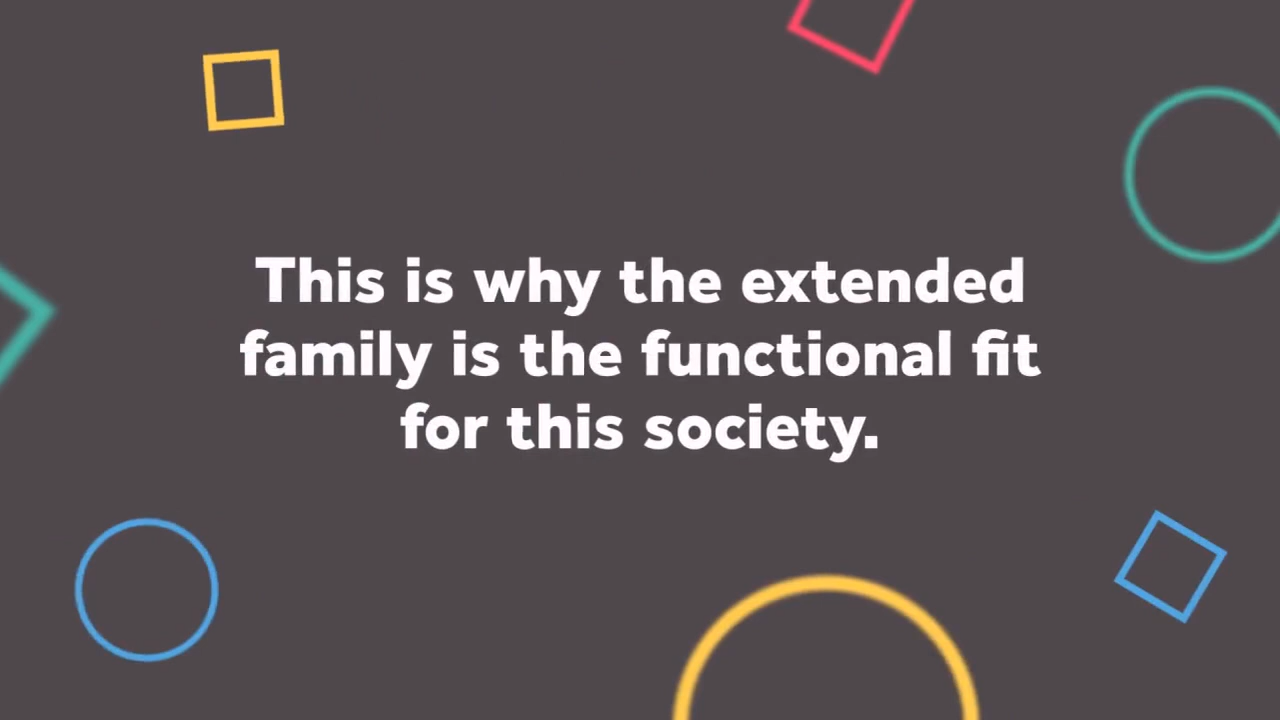 This is why the extended
family is the functional fit
for this society.